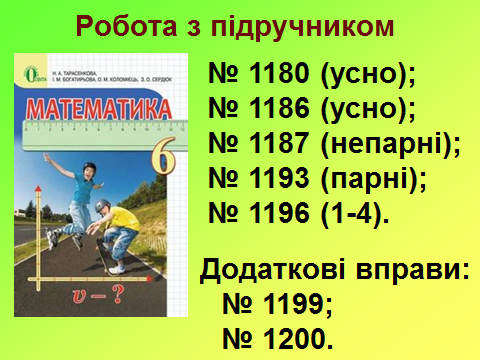 Робота з підручником
ОСВІТА
Н. А. ТАРАСЕНКОВА,
І. М. БОГАТИРЬОВА, О. М. КОЛОМІЄЦЬ, З. О. СЕРДЮК
МАТЕМАТИКА
6
v – ?
№ 1180 (усно);
№ 1186 (усно);
№ 1187 (непарні);
№ 1193 (парні);
№ 1196 (1-4).
Додаткові вправи:
№ 1199;
№ 1200.